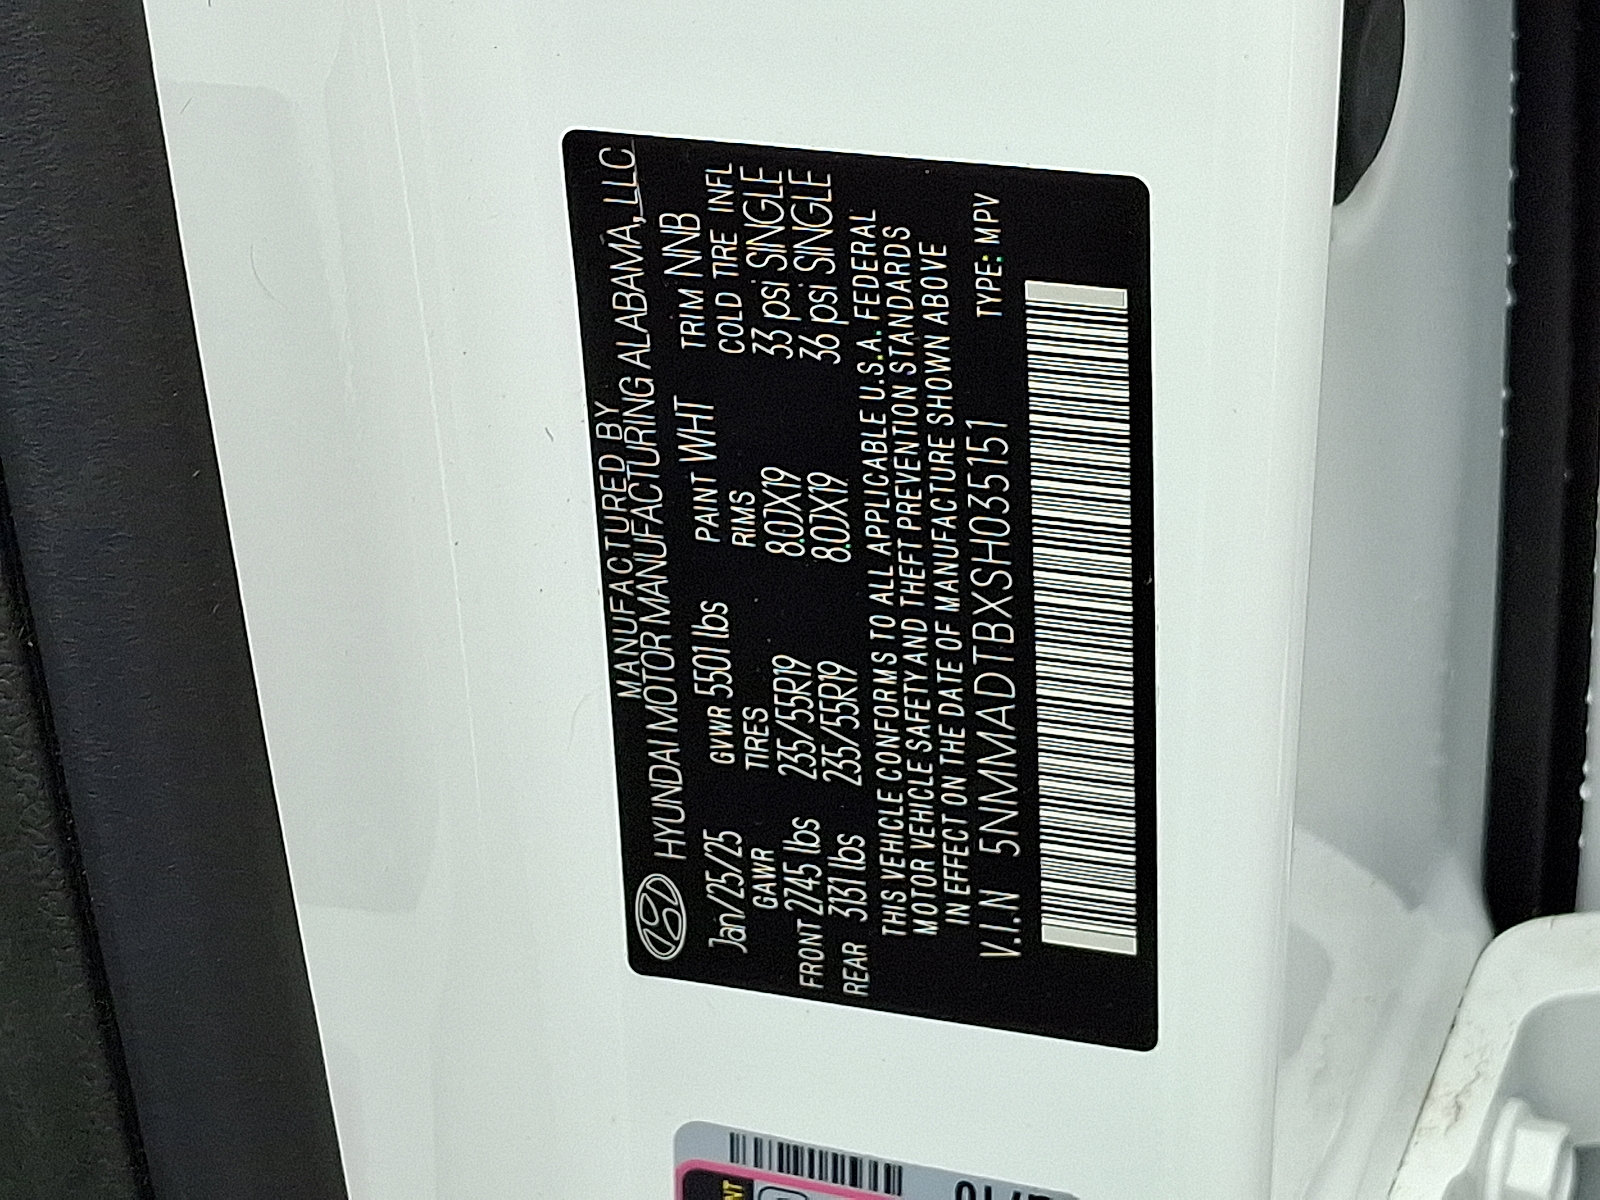 MANUFACTURED BY
HYUNDAI MOTOR MANUFACTURING ALABAMA, LLC
Jan/25/25 GVWR 5501 lbs PAINT WHT TRIM NNB
GAWR TIRES RIMS COLD TIRE INFL
FRONT 2745 lbs 235/55R19 8.0JX19 33 psi SINGLE
REAR 3131 lbs 235/55R19 8.0JX19 36 psi SINGLE
THIS VEHICLE CONFORMS TO ALL APPLICABLE U.S.A. FEDERAL
MOTOR VEHICLE SAFETY AND THEFT PREVENTION STANDARDS
IN EFFECT ON THE DATE OF MANUFACTURE SHOWN ABOVE
V.I.N 5NMMADTBXSH035151 TYPE: MPV